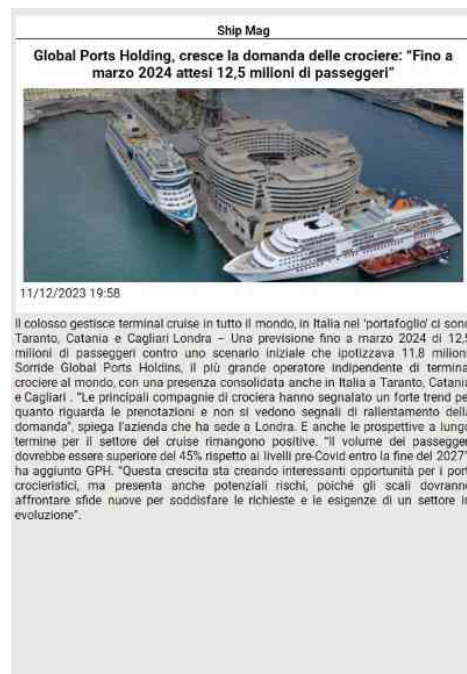 Ship Mag
Global Ports Holding, cresce la domanda delle crociere: “Fino a
marzo 2024 attesi 12,5 milioni di passeggeri”
11/12/2023 19:58
Il colosso gestisce terminal cruise in tutto il mondo, in Italia nel 'portafoglio' ci sono
Taranto, Catania e Cagliari Londra – Una previsione fino a marzo 2024 di 12,5
milioni di passeggeri contro uno scenario iniziale che ipotizzava 11,8 milioni
Sorride Global Ports Holdins, il più grande operatore indipendente di terminal
crociere al mondo, con una presenza consolidata anche in Italia a Taranto, Catania
e Cagliari . “Le principali compagnie di crociera hanno segnalato un forte trend per
quanto riguarda le prenotazioni e non si vedono segnali di rallentamento della
domanda”, spiega l'azienda che ha sede a Londra. E anche le prospettive a lungo
termine per il settore del cruise rimangono positive. “Il volume dei passeggeri
dovrebbe essere superiore del 45% rispetto ai livelli pre-Covid entro la fine del 2027”
ha aggiunto GPH. “Questa crescita sta creando interessanti opportunità per i porti
crocieristici, ma presenta anche potenziali rischi, poiché gli scali dovranno
affrontare sfide nuove per soddisfare le richieste e le esigenze di un settore in
evoluzione”.